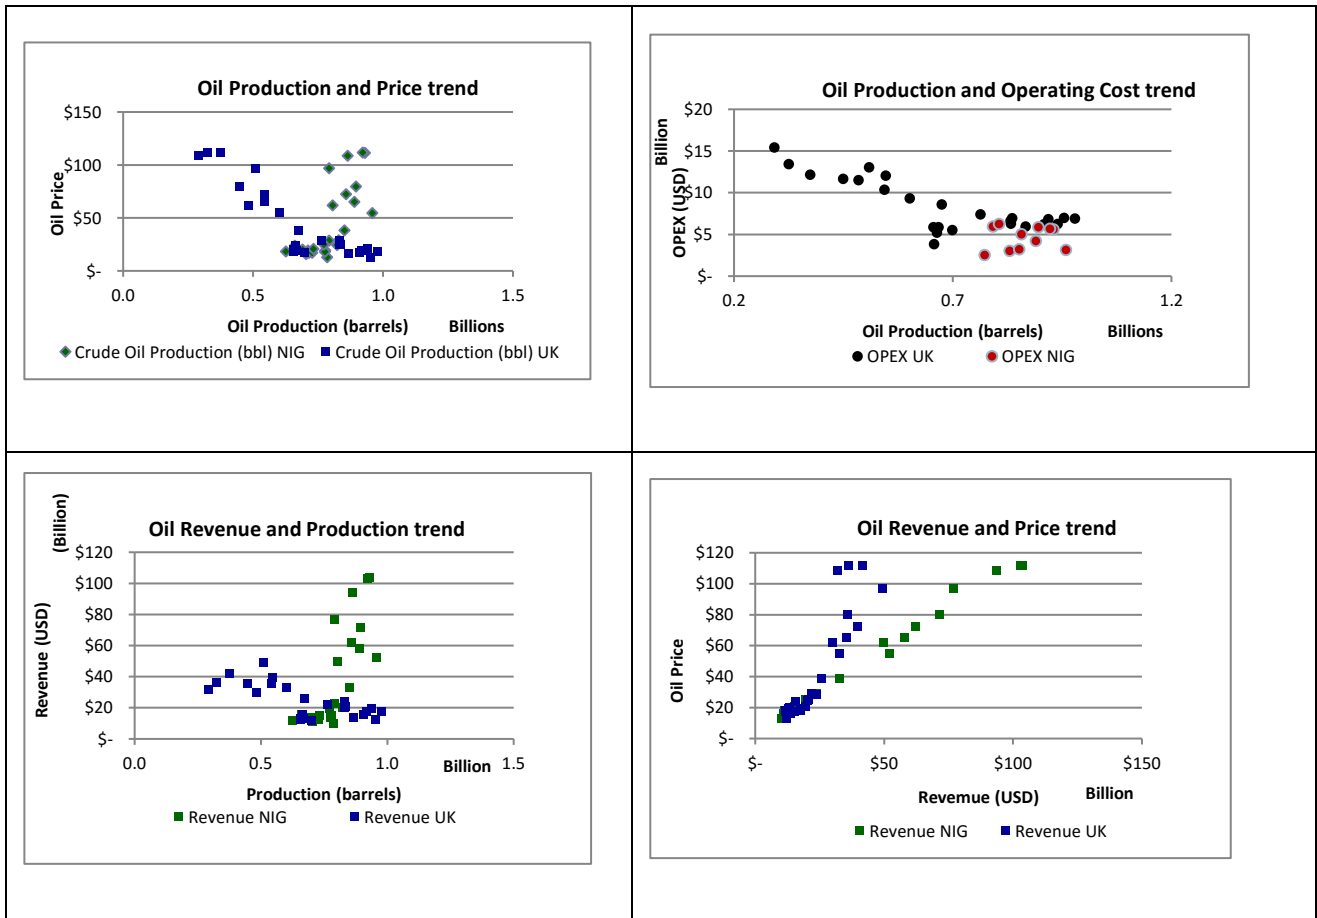 Oil Production and Price trend
$150
$100
$50
$-
Oil Price
0.0 0.5 1.0 1.5
Oil Production (barrels) Billions
Crude Oil Production (bbl) NIG Crude Oil Production (bbl) UK
Oil Production and Operating Cost trend
$20
$15
$10
$5
$-
OPEX (USD)
Billion
0.2 0.7 1.2
Oil Production (barrels) Billions
OPEX UK OPEX NIG
Oil Revenue and Production trend
(Billion)
Revenue (USD)
$120
$100
$80
$60
$40
$20
$-
0.0 0.5 1.0 Billion 1.5
Production (barrels)
Revenue NIG Revenue UK
Oil Revenue and Price trend
$120
$100
$80
$60
$40
$20
$-
Oil Price
$- $50 $100 $150
Revemue (USD) Billion
Revenue NIG Revenue UK